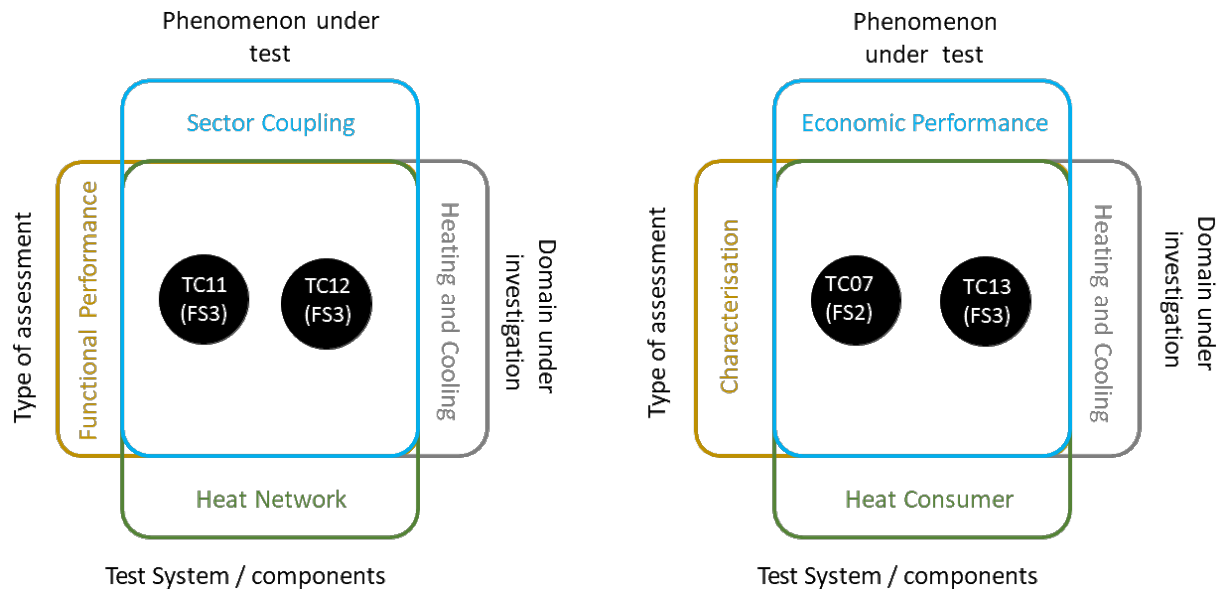 Phenomenon under
test
Sector Coupling
Type of assessment
Functional Performance
TC11
(FS3)
TC12
(FS3)
Heating and Cooling
Domain under
investigation
Heat Network
Test System / components
Phenomenon
under test
Economic Performance
Type of assessment
Characterisation
TC07
(FS2)
TC13
(FS3)
Heating and Cooling
Domain under
investigation
Heat Consumer
Test System / components